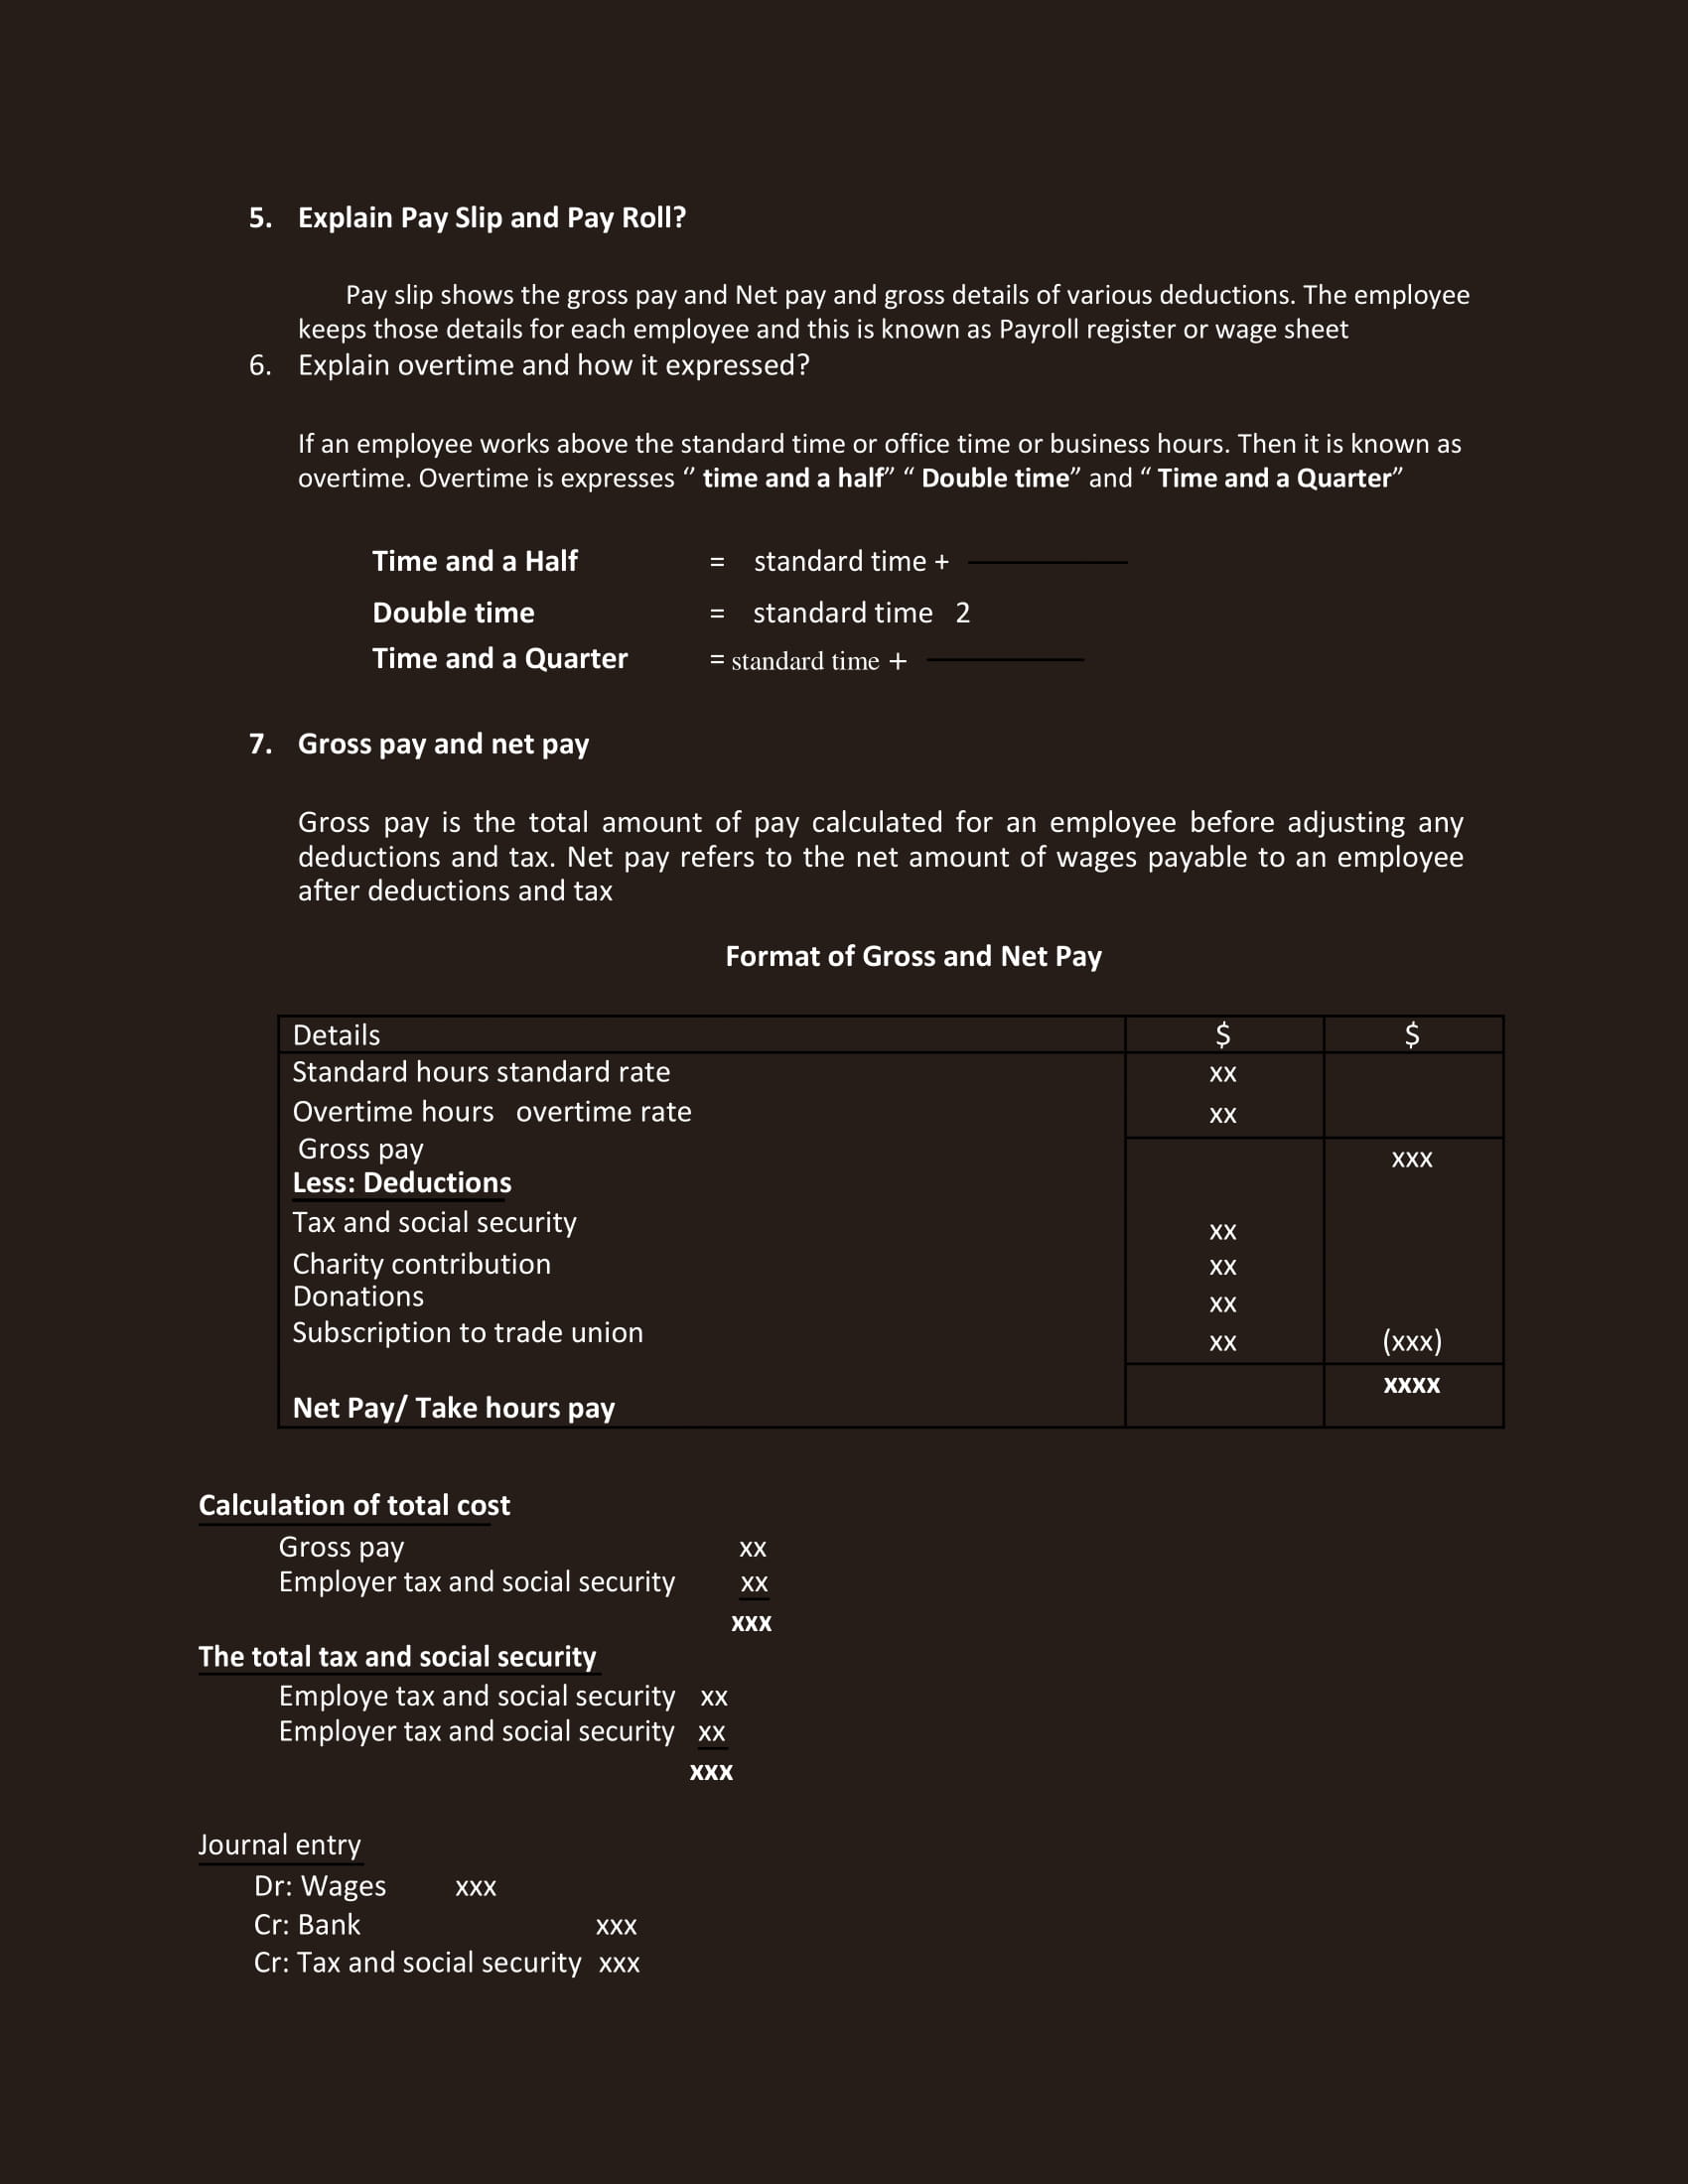 5. Explain Pay Slip and Pay Roll?
Pay slip shows the gross pay and Net pay and gross details of various deductions. The employee
keeps those details for each employee and this is known as Payroll register or wage sheet
6. Explain overtime and how it expressed?
If an employee works above the standard time or office time or business hours. Then it is known as
overtime. Overtime is expresses “ time and a half” “ Double time” and “ Time and a Quarter”
Time and a Half = standard time +
Double time = standard time 2
Time and a Quarter = standard time +
7. Gross pay and net pay
Gross pay is the total amount of pay calculated for an employee before adjusting any
deductions and tax. Net pay refers to the net amount of wages payable to an employee
after deductions and tax
Format of Gross and Net Pay
Details $ $
Standard hours standard rate xx
Overtime hours overtime rate xx
Gross pay xxx
Less: Deductions
Tax and social security xx
Charity contribution xx
Donations xx
Subscription to trade union xx (xxx)
Net Pay/ Take hours pay xxxx
Calculation of total cost
Gross pay xx
Employer tax and social security xx
xxx
The total tax and social security
Employe tax and social security xx
Employer tax and social security xx
xxx
Journal entry
Dr: Wages xxx
Cr: Bank xxx
Cr: Tax and social security xxx